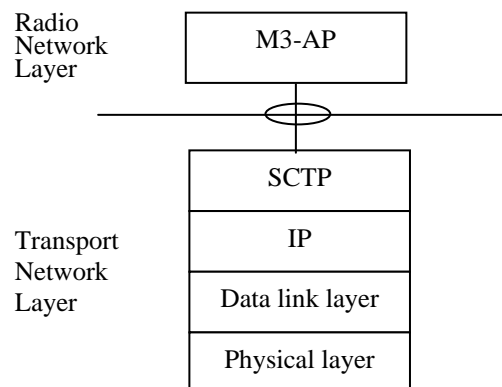 Radio
Network
Layer
M3-AP
SCTP
IP
Transport
Network
Layer
Data link layer
Physical layer